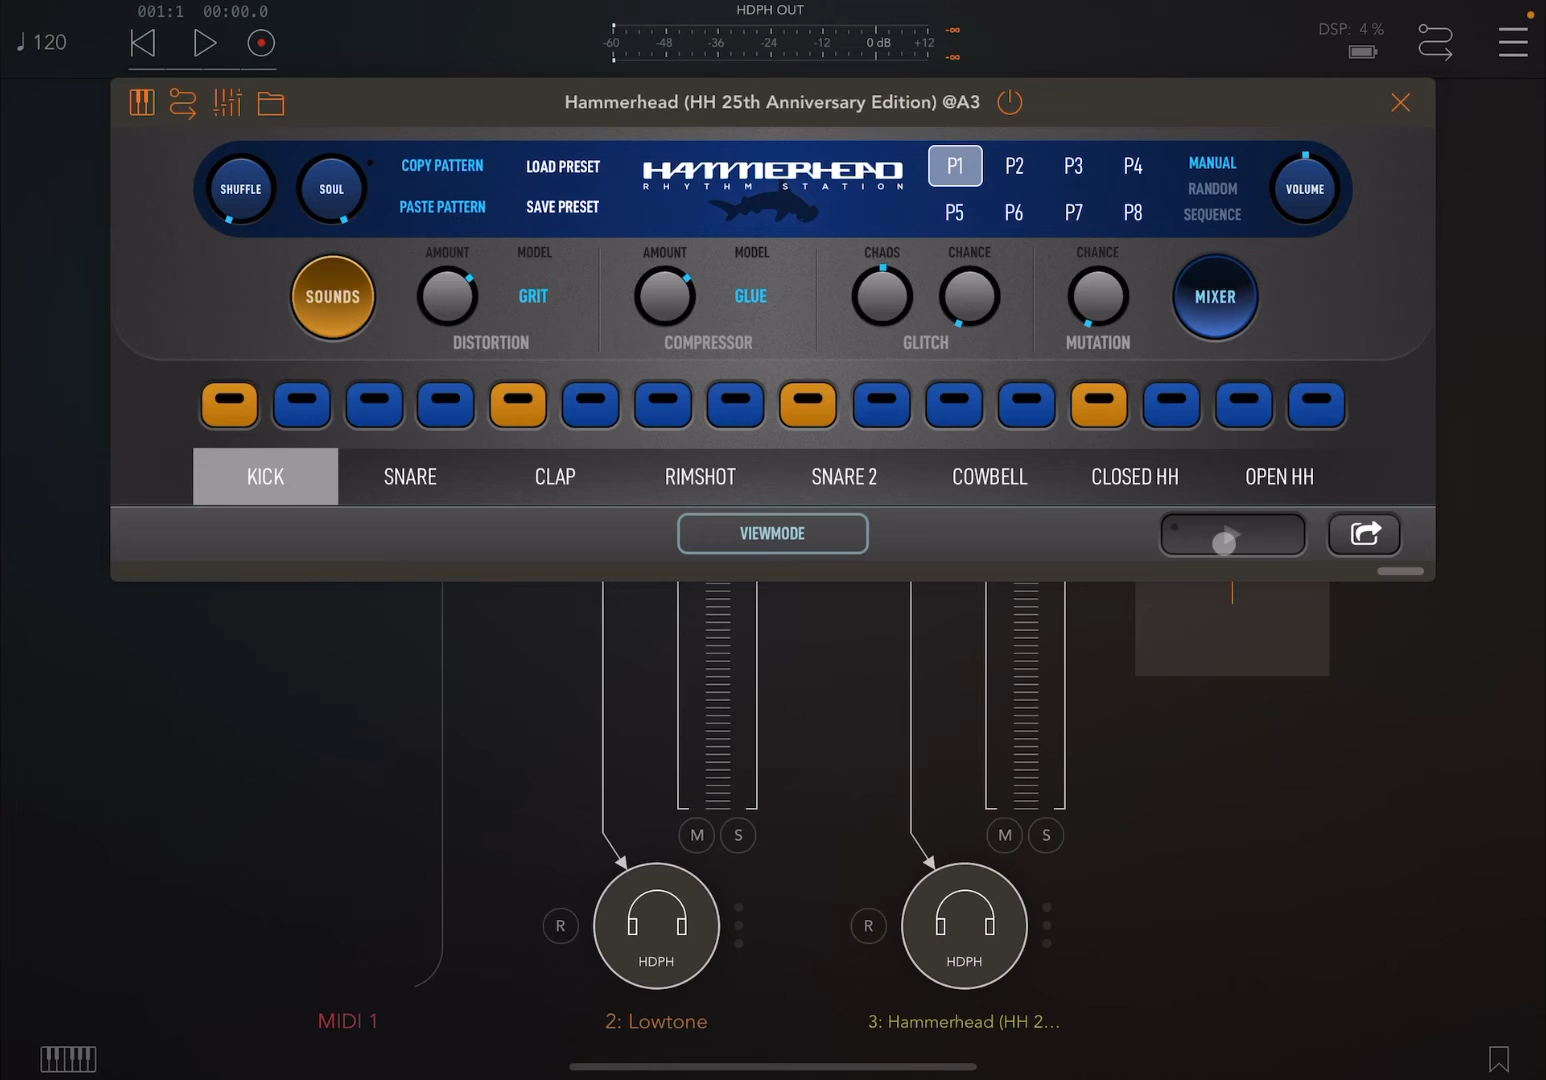 001:1 00:00.0
120
HDPH OUT
-60 -48 -36 -24 -12 0 dB +12
-∞
-∞
DSP: 4 %
Hammerhead (HH 25th Anniversary Edition) @A3
SHUFFLE
SOUL
COPY PATTERN
PASTE PATTERN
LOAD PRESET
SAVE PRESET
HAMMERHEAD
RHYTHM STATION
P1 P2 P3 P4
P5 P6 P7 P8
MANUAL
RANDOM
SEQUENCE
VOLUME
SOUNDS
AMOUNT MODEL
GRIT
DISTORTION
AMOUNT MODEL
GLUE
COMPRESSOR
CHAOS CHANCE
GLITCH
CHANCE
MUTATION
MIXER
KICK SNARE CLAP RIMSHOT SNARE 2 COWBELL CLOSED HH OPEN HH
VIEWMODE
M S M S
R HDPH R HDPH
MIDI 1 2: Lowtone 3: Hammerhead (HH 2...